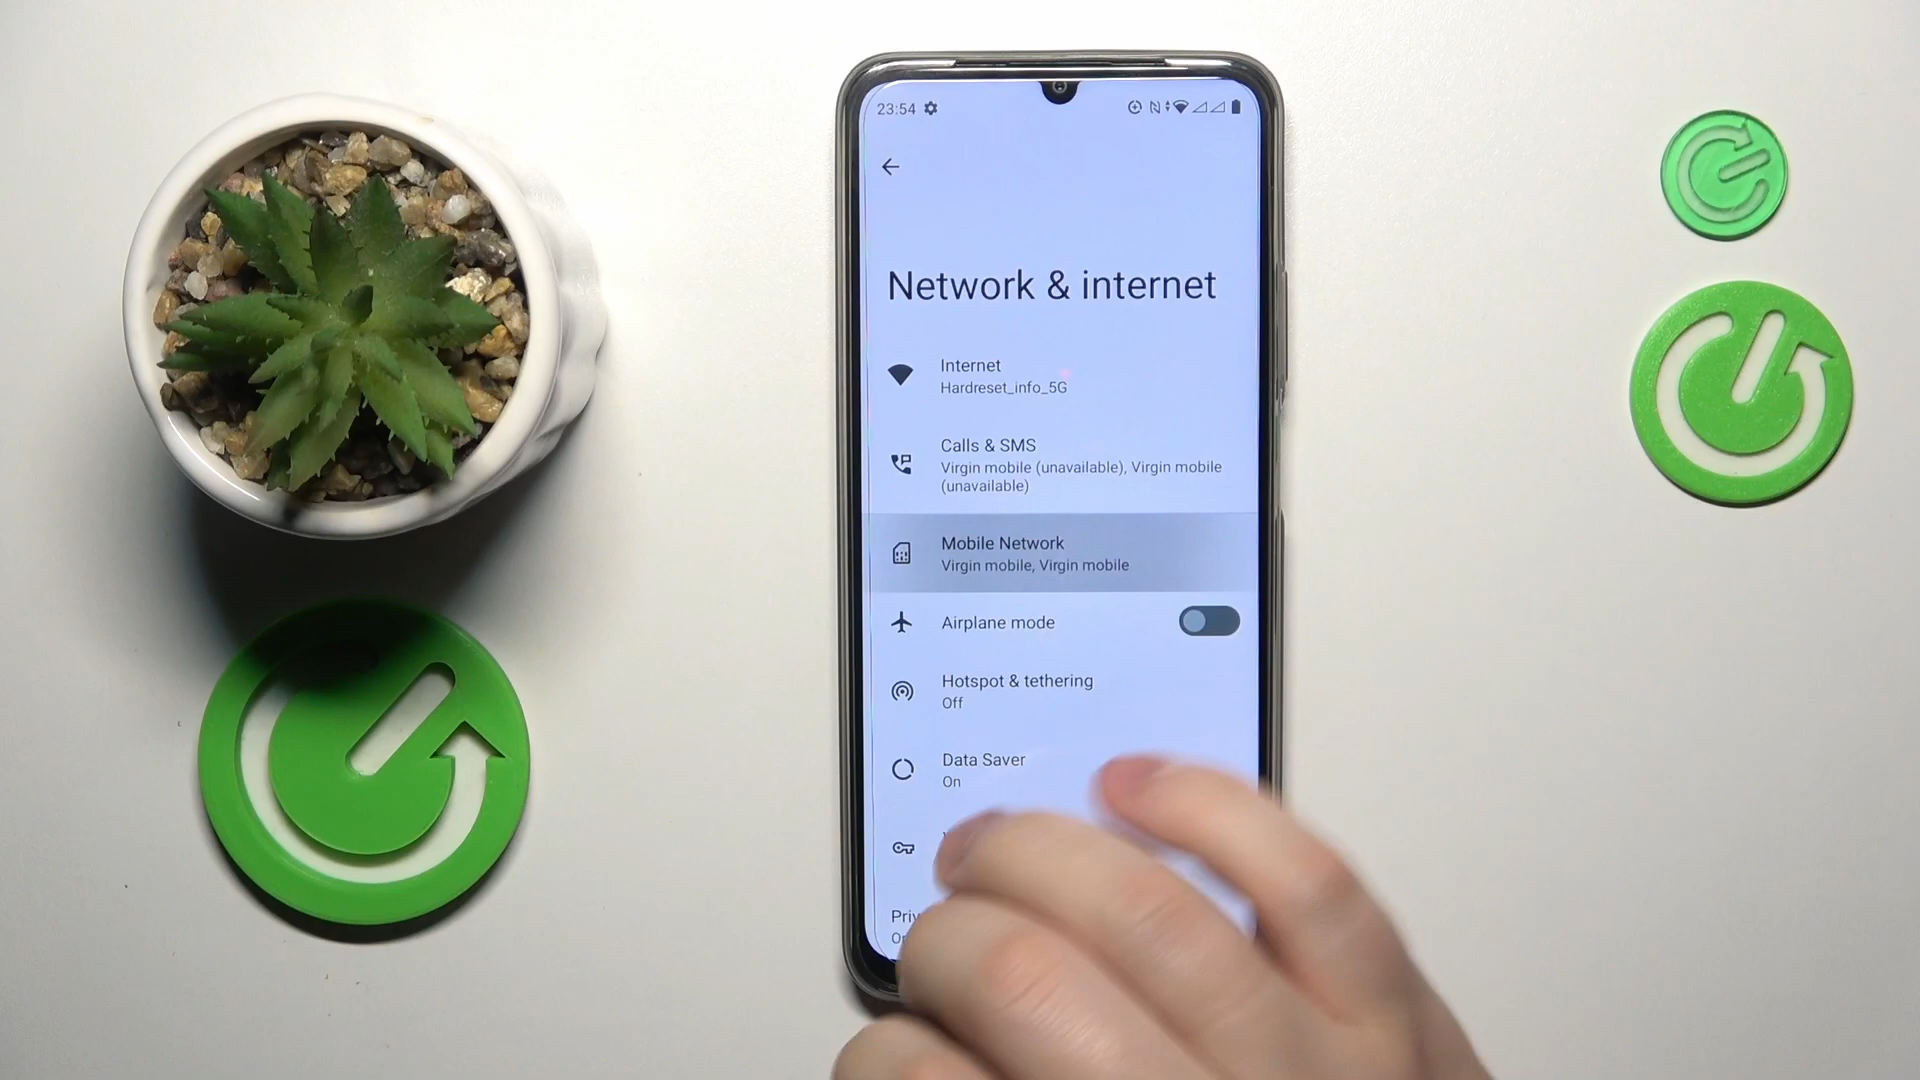 23:54
Network & internet
Internet
Hardreset_info_5G
Calls & SMS
Virgin mobile (unavailable), Virgin mobile
(unavailable)
Mobile Network
Virgin mobile, Virgin mobile
Airplane mode
Hotspot & tethering
Off
Data Saver
On